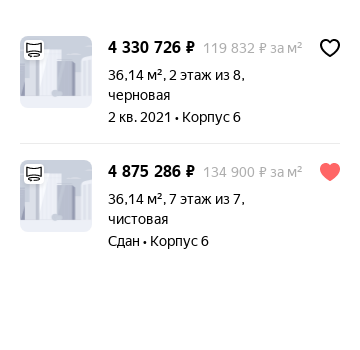 4 330 726 ₽ 119 832 ₽ за м²
36,14 м², 2 этаж из 8,
черновая
2 кв. 2021 • Корпус 6
4 875 286 ₽ 134 900 ₽ за м²
36,14 м², 7 этаж из 7,
чистовая
Сдан • Корпус 6